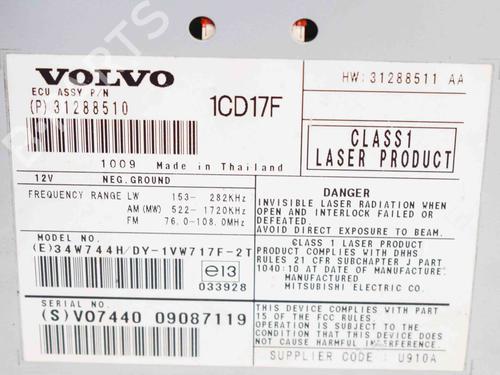 VOLVO
ECU ASSY P/N
(P) 31288510
1CD17F
HW: 31288511 AA
CLASS1
LASER PRODUCT
1009 Made in Thailand
12V NEG.GROUND
FREQUENCY RANGE LW 153- 282KHz
AM(MW) 522- 1720KHz
FM 76.0-108.0MHz
MODEL NO.
(E)34W744H/DY-1VW717F-2T
e13
033928
SERIAL NO.
(S)VO7440 09087119
DANGER
INVISIBLE LASER RADIATION WHEN
OPEN AND INTERLOCK FAILED OR
DEFEATED.
AVOID DIRECT EXPOSURE TO BEAM.
CLASS 1 LASER PRODUCT
PRODUCT COMPLIES WITH DHHS
RULES 21 CFR SUBCHAPTER J PART
1040:10 AT DATE OF MANUFACTURE
MANUFACTURED
MITSUBISHI ELECTRIC CO.
THIS DEVICE COMPLIES WITH PART
15 OF THE FCC RULES.
OPERATION IS SUBJECT TO THE
CONDITION THAT THIS DEVICE DOES
NOT CAUSE HARMFUL INTERFERENCE.
SUPPLIER CODE : U910A